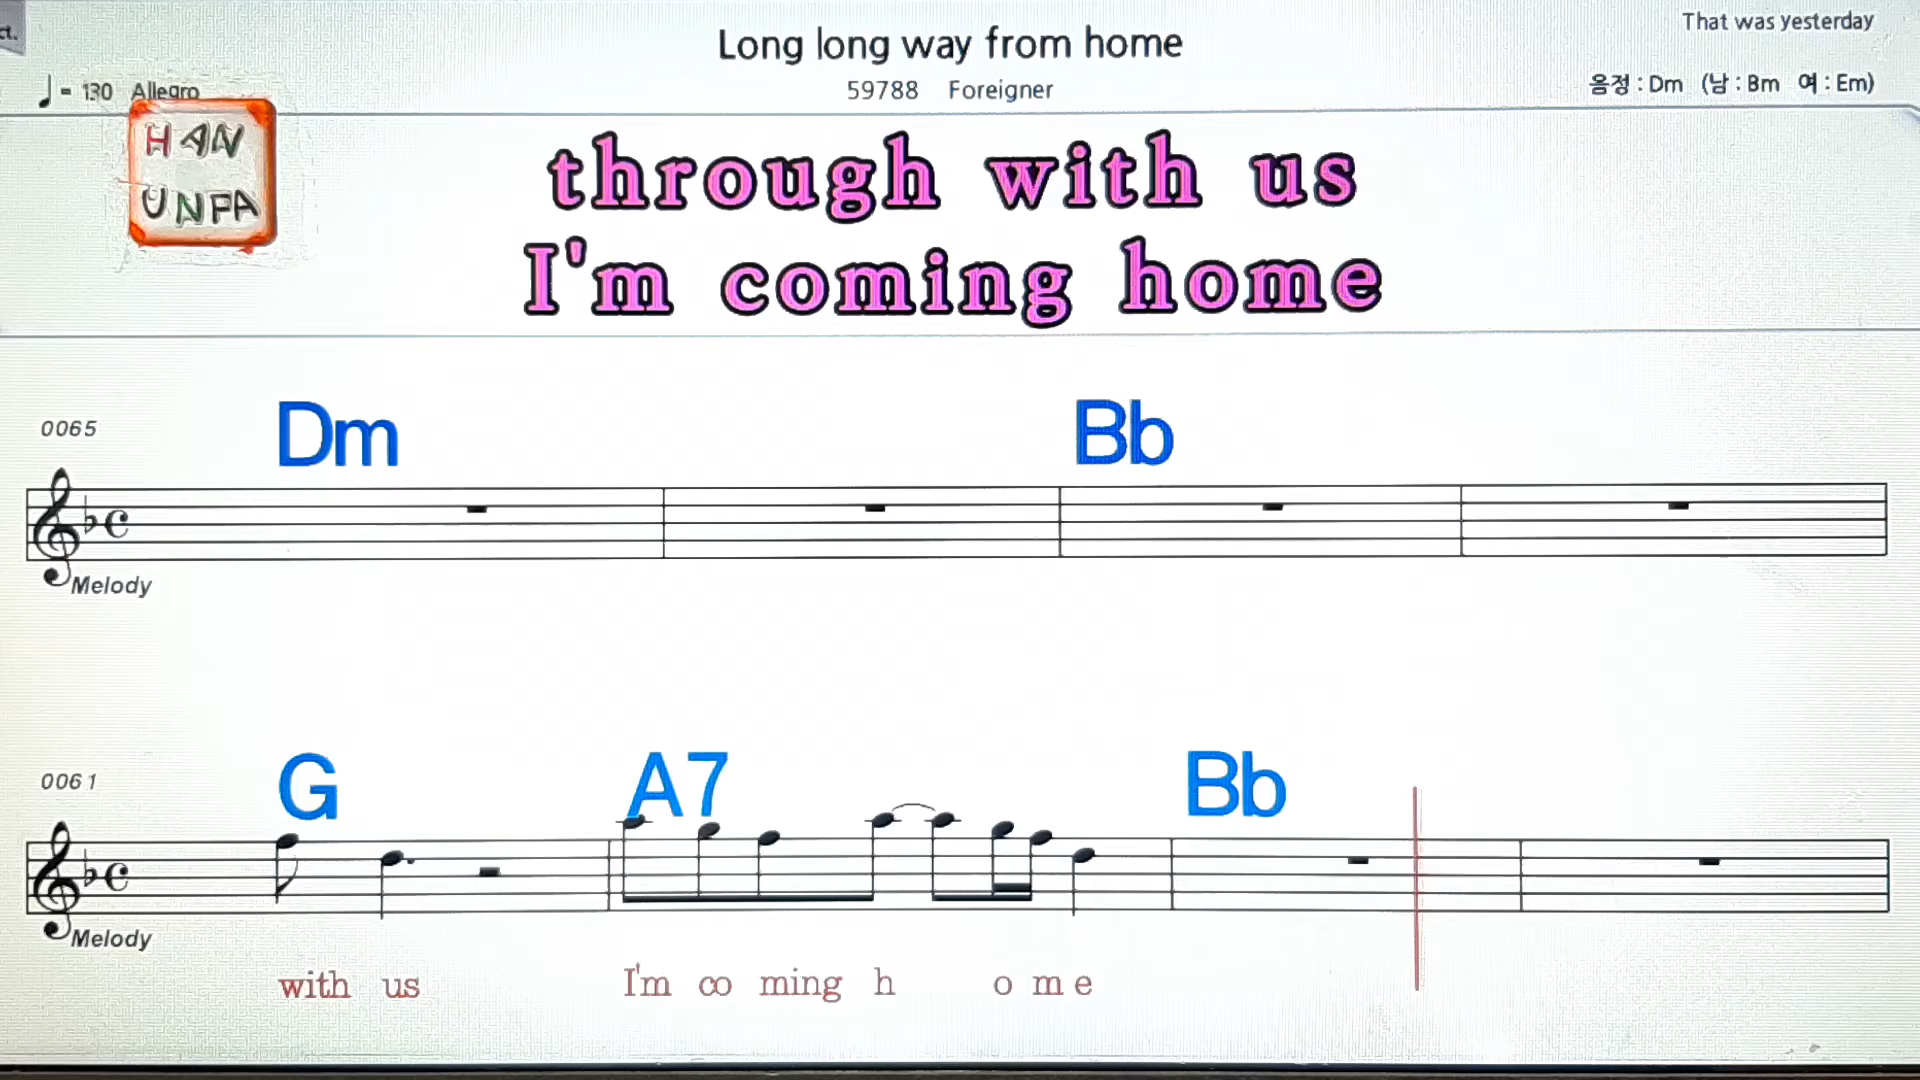 ct.
Long long way from home
That was yesterday
♩= 130 Allegro
59788 Foreigner
음정 : Dm (남 : Bm 여 : Em)
HAN
UNFA
through with us
I'm coming home
0065
Dm Bb
Melody
0061
G A7 Bb
Melody
with us I'm co ming h o m e